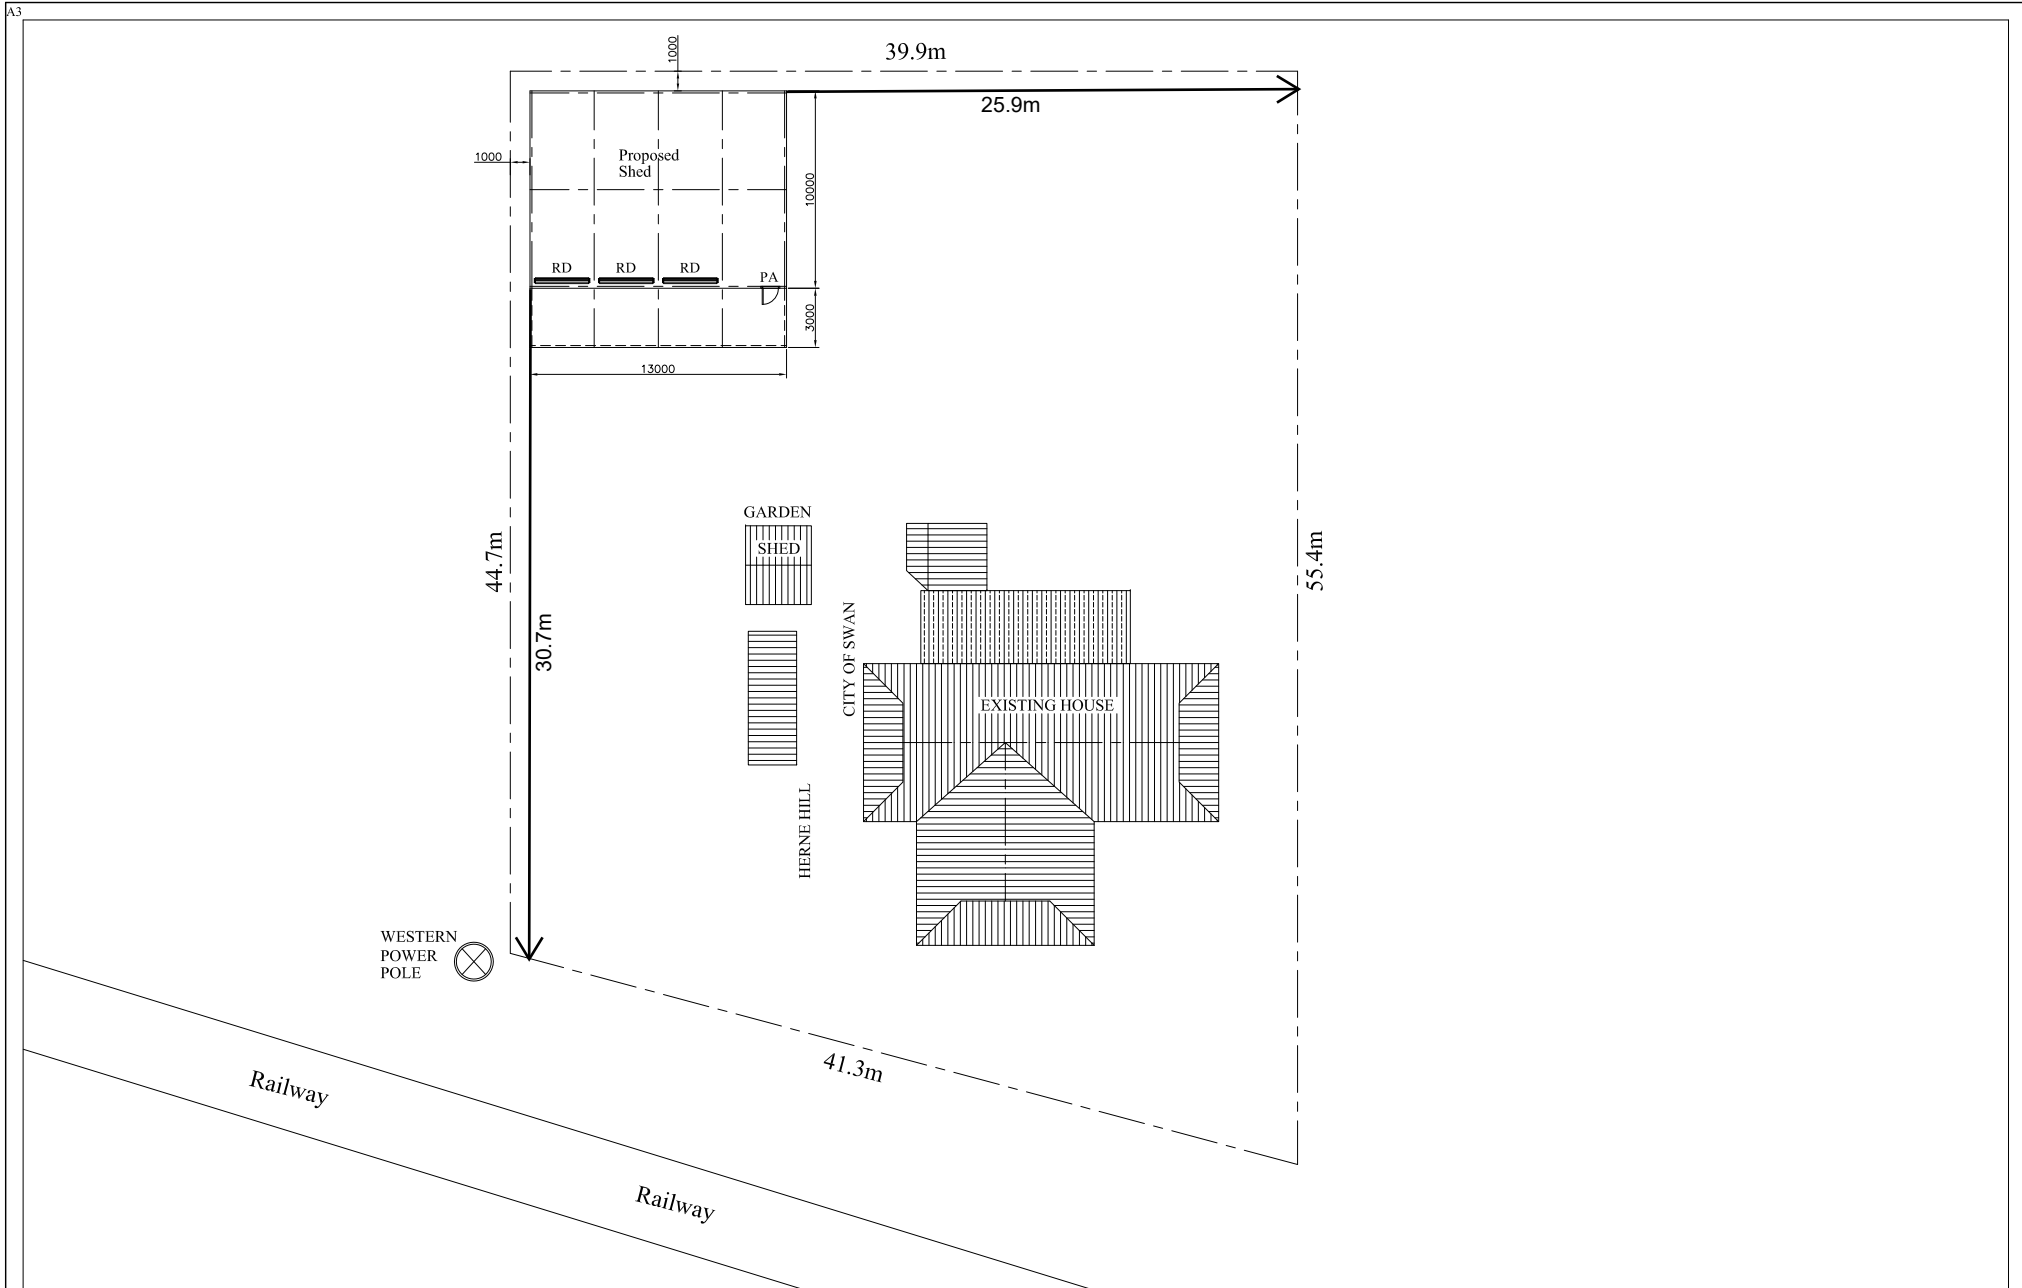 A3
1000
39.9m
25.9m
1000
Proposed
Shed
10000
RD
RD
RD
PA
3000
13000
GARDEN
SHED
44.7m
55.4m
30.7m
CITY OF SWAN
EXISTING HOUSE
HERNE HILL
WESTERN
POWER
POLE
41.3m
Railway
Railway